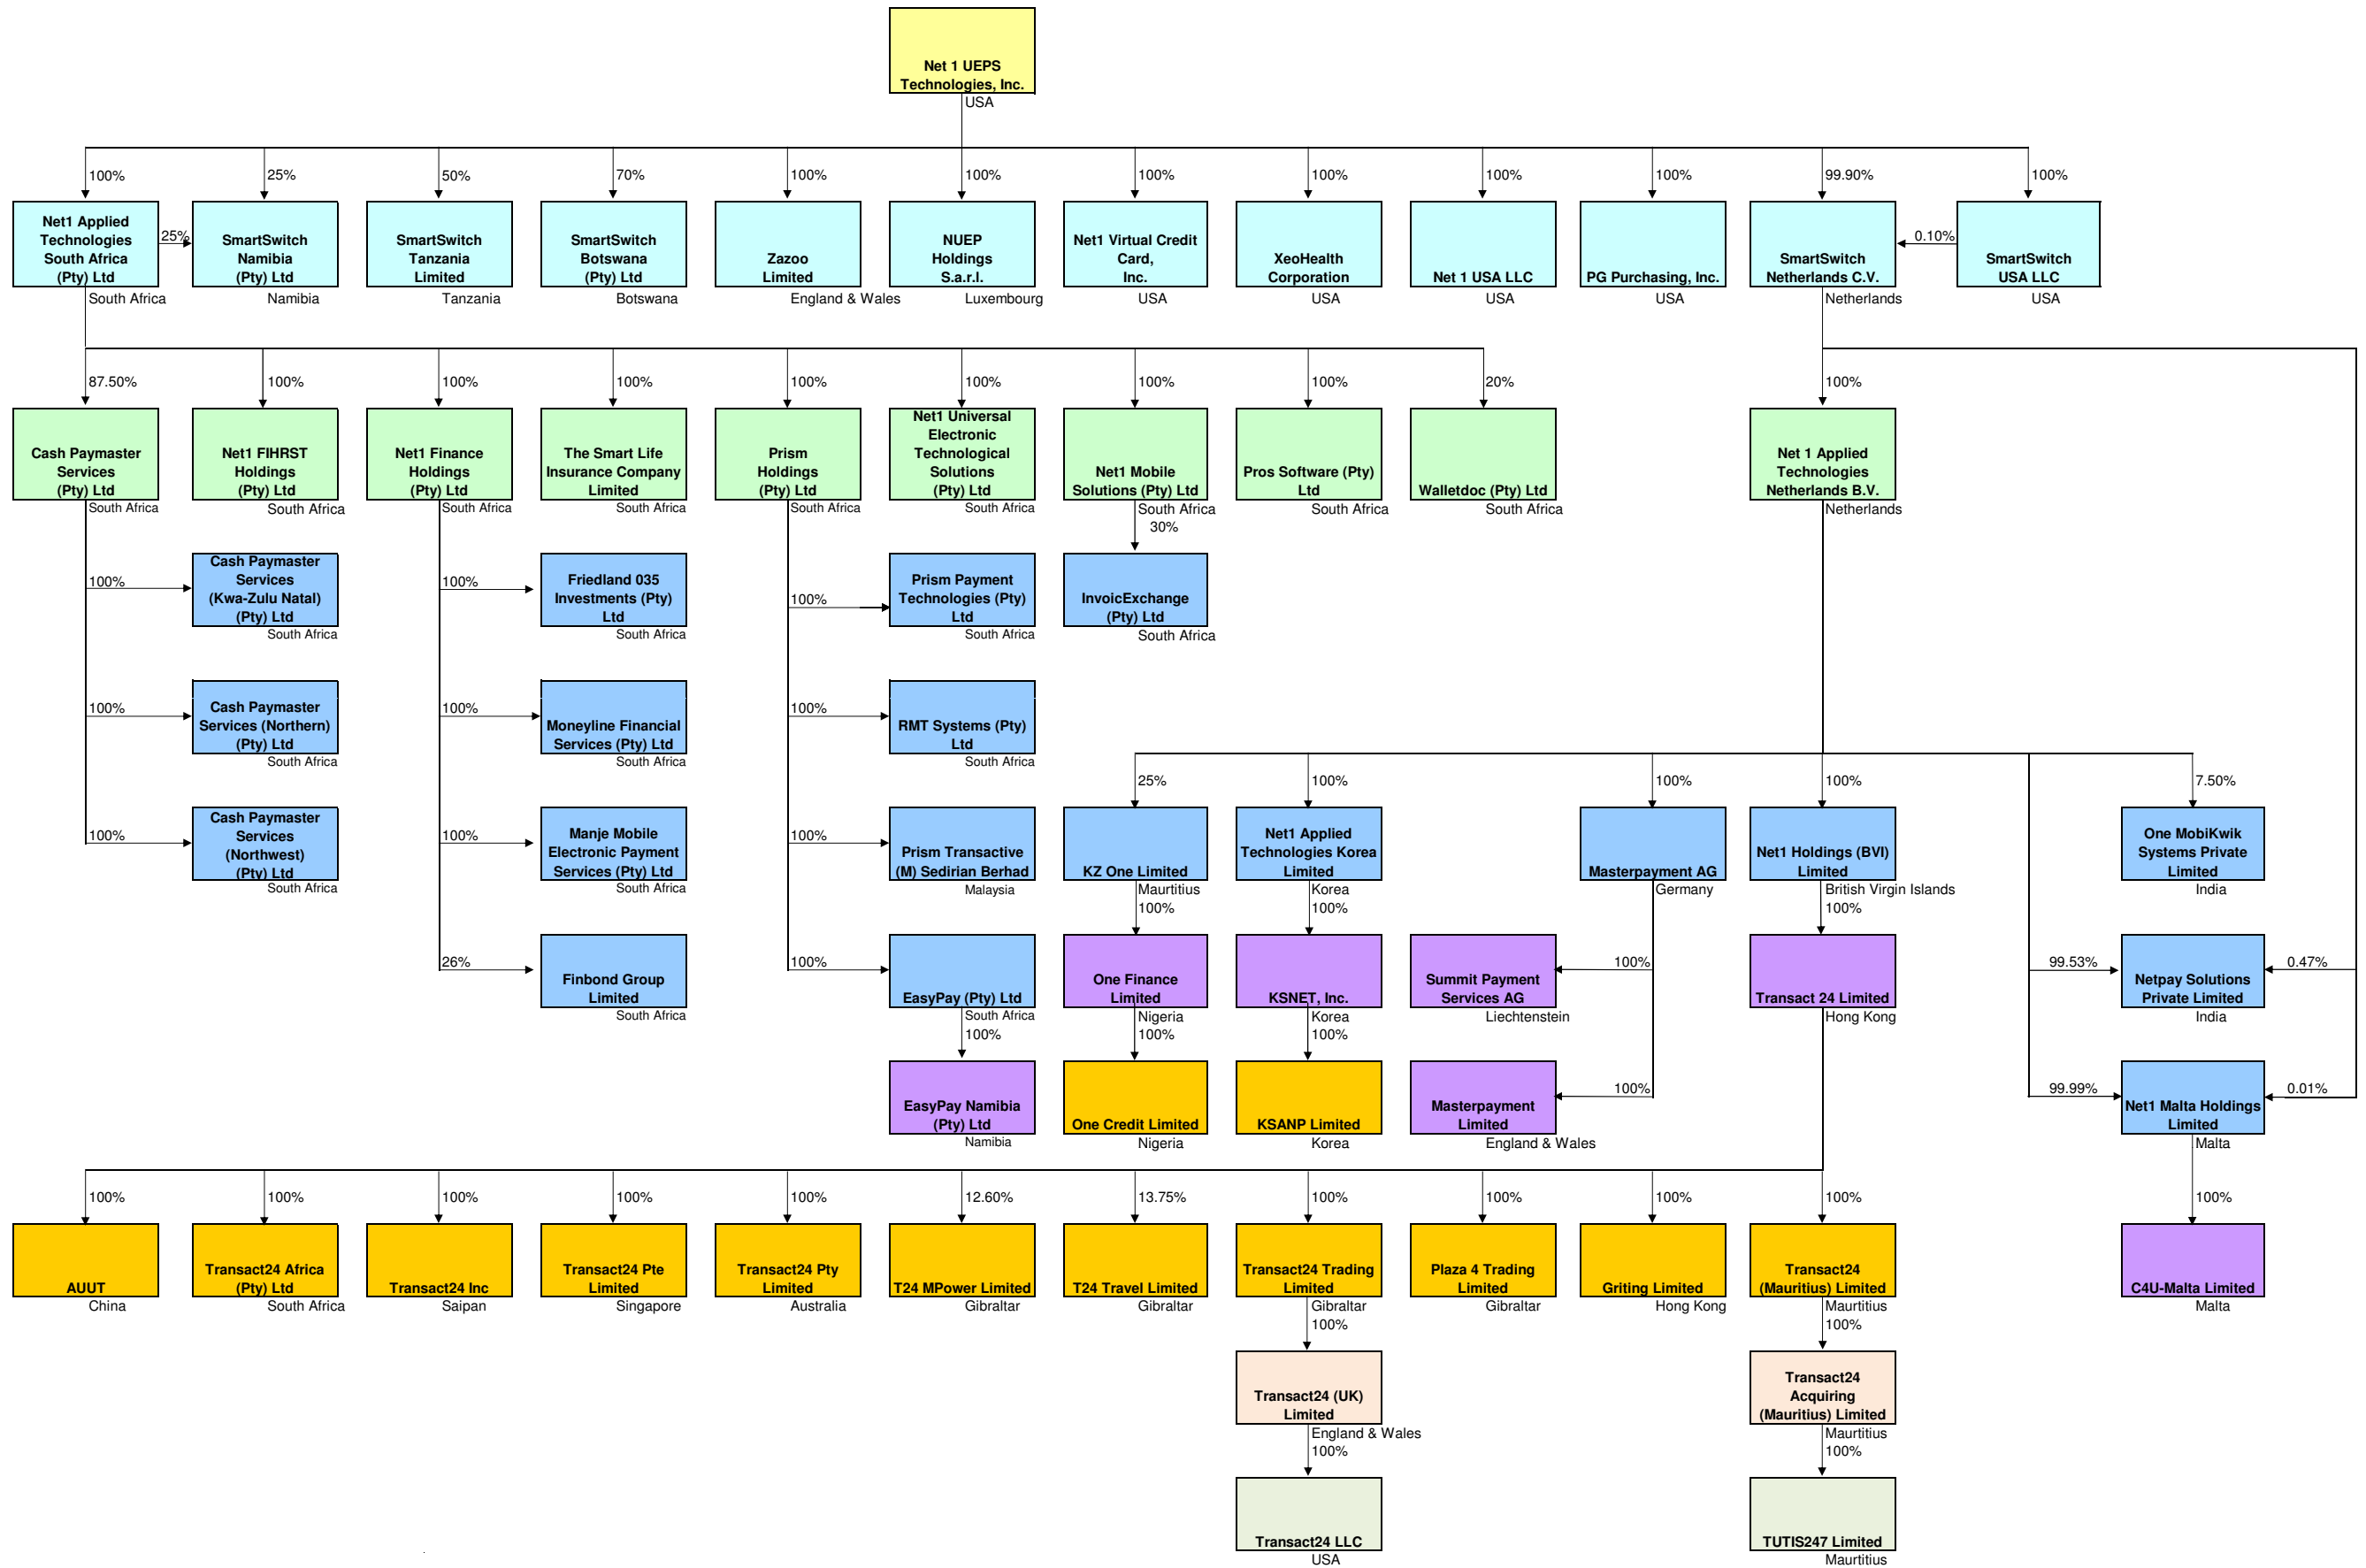 Net 1 UEPS
Technologies, Inc.
USA
100%
25%
50%
70%
100%
100%
100%
100%
100%
100%
99.90%
100%
Net1 Applied
Technologies
South Africa
(Pty) Ltd
South Africa
25%
SmartSwitch
Namibia
(Pty) Ltd
Namibia
SmartSwitch
Tanzania
Limited
Tanzania
SmartSwitch
Botswana
(Pty) Ltd
Botswana
Zazoo
Limited
England & Wales
NUEP
Holdings
S.a.r.l.
Luxembourg
Net1 Virtual Credit
Card,
Inc.
USA
XeoHealth
Corporation
USA
Net 1 USA LLC
USA
PG Purchasing, Inc.
USA
SmartSwitch
Netherlands C.V.
Netherlands
0.10%
SmartSwitch
USA LLC
USA
87.50%
100%
100%
100%
100%
100%
100%
100%
20%
100%
Cash Paymaster
Services
(Pty) Ltd
South Africa
Net1 FIHRST
Holdings
(Pty) Ltd
South Africa
Net1 Finance
Holdings
(Pty) Ltd
South Africa
The Smart Life
Insurance Company
Limited
South Africa
Prism
Holdings
(Pty) Ltd
South Africa
Net1 Universal
Electronic
Technological
Solutions
(Pty) Ltd
South Africa
Net1 Mobile
Solutions (Pty) Ltd
South Africa
30%
Pros Software (Pty)
Ltd
South Africa
Walletdoc (Pty) Ltd
South Africa
Net 1 Applied
Technologies
Netherlands B.V.
Netherlands
100%
Cash Paymaster
Services
(Kwa-Zulu Natal)
(Pty) Ltd
South Africa
100%
Friedland 035
Investments (Pty)
Ltd
South Africa
100%
Prism Payment
Technologies (Pty)
Ltd
South Africa
InvoicExchange
(Pty) Ltd
South Africa
100%
Cash Paymaster
Services (Northern)
(Pty) Ltd
South Africa
100%
Moneyline Financial
Services (Pty) Ltd
South Africa
100%
RMT Systems (Pty)
Ltd
South Africa
25%
100%
100%
100%
7.50%
100%
Cash Paymaster
Services
(Northwest)
(Pty) Ltd
South Africa
100%
Manje Mobile
Electronic Payment
Services (Pty) Ltd
South Africa
100%
Prism Transactive
(M) Sedirian Berhad
Malaysia
KZ One Limited
Maurtitius
100%
Net1 Applied
Technologies Korea
Limited
Korea
100%
Masterpayment AG
Germany
Net1 Holdings (BVI)
Limited
British Virgin Islands
100%
One MobiKwik
Systems Private
Limited
India
26%
Finbond Group
Limited
South Africa
100%
EasyPay (Pty) Ltd
South Africa
100%
One Finance
Limited
Nigeria
100%
KSNET, Inc.
Korea
100%
Summit Payment
Services AG
Liechtenstein
100%
Transact 24 Limited
Hong Kong
99.53%
Netpay Solutions
Private Limited
India
0.47%
EasyPay Namibia
(Pty) Ltd
Namibia
One Credit Limited
Nigeria
KSANP Limited
Korea
Masterpayment
Limited
England & Wales
100%
99.99%
Net1 Malta Holdings
Limited
Malta
0.01%
100%
100%
100%
100%
100%
12.60%
13.75%
100%
100%
100%
100%
100%
AUUT
China
Transact24 Africa
(Pty) Ltd
South Africa
Transact24 Inc
Saipan
Transact24 Pte
Limited
Singapore
Transact24 Pty
Limited
Australia
T24 MPower Limited
Gibraltar
T24 Travel Limited
Gibraltar
Transact24 Trading
Limited
Gibraltar
100%
Plaza 4 Trading
Limited
Gibraltar
Griting Limited
Hong Kong
Transact24
(Mauritius) Limited
Maurtitius
100%
C4U-Malta Limited
Malta
Transact24 (UK)
Limited
England & Wales
100%
Transact24
Acquiring
(Mauritius) Limited
Maurtitius
100%
Transact24 LLC
USA
TUTIS247 Limited
Maurtitius